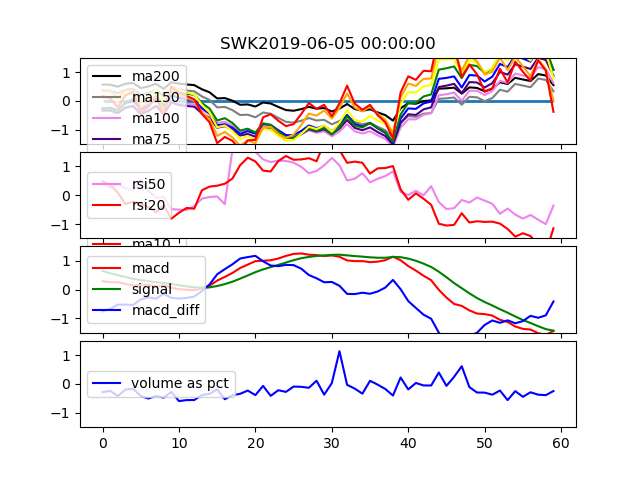 SWK2019-06-05 00:00:00
1
0
−1
ma200
ma150
ma100
ma75
1
0
−1
rsi50
rsi20
ma10
1
0
−1
macd
signal
macd_diff
1
0
−1
volume as pct
0 10 20 30 40 50 60